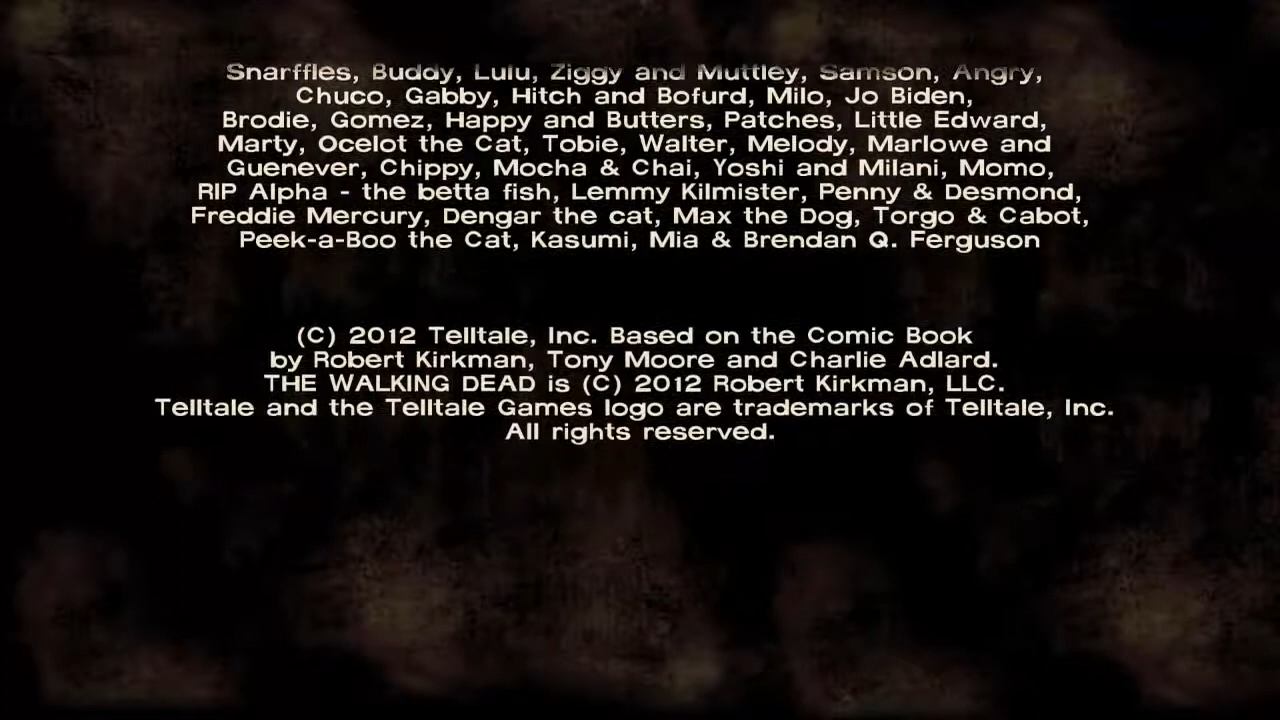 Snarffles, Buddy, Lulu, Ziggy and Muttley, Samson, Angry,
Chuco, Gabby, Hitch and Bofurd, Milo, Jo Biden,
Brodie, Gomez, Happy and Butters, Patches, Little Edward,
Marty, Ocelot the Cat, Tobie, Walter, Melody, Marlowe and
Guenever, Chippy, Mocha & Chai, Yoshi and Milani, Momo,
RIP Alpha - the betta fish, Lemmy Kilmister, Penny & Desmond,
Freddie Mercury, Dengar the cat, Max the Dog, Torgo & Cabot,
Peek-a-Boo the Cat, Kasumi, Mia & Brendan Q. Ferguson
(C) 2012 Telltale, Inc. Based on the Comic Book
by Robert Kirkman, Tony Moore and Charlie Adlard.
THE WALKING DEAD is (C) 2012 Robert Kirkman, LLC.
Telltale and the Telltale Games logo are trademarks of Telltale, Inc.
All rights reserved.